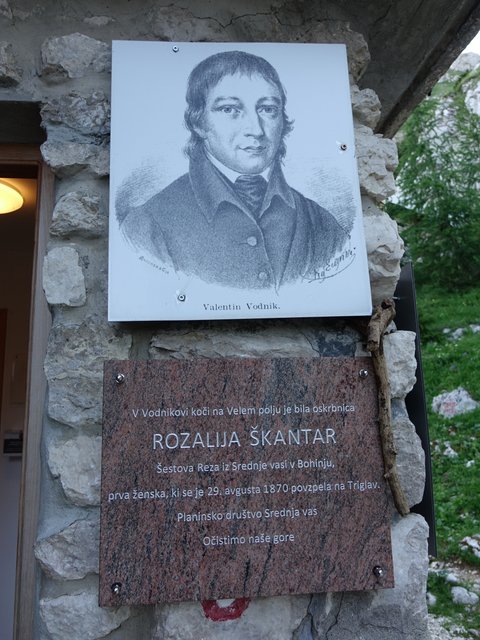 Valentin Vodnik.
V Vodnikovi koči na Velem polju je bila oskrbnica
ROZALIJA ŠKANTAR
Šestova Reza iz Srednje vasi v Bohinju,
prva ženska, ki se je 29. avgusta 1870 povzpela na Triglav.
Planinsko društvo Srednja vas
Očistimo naše gore